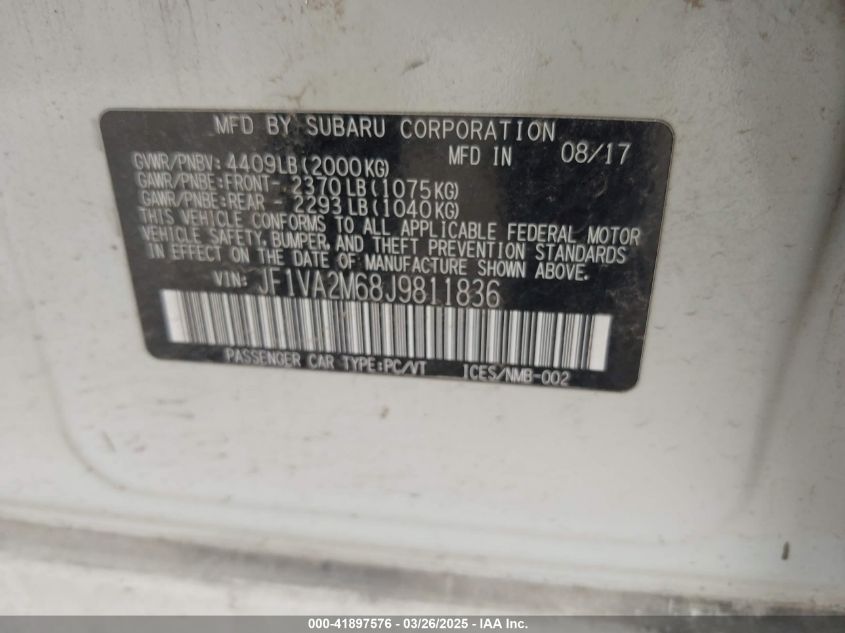 MFD BY SUBARU CORPORATION
MFD IN 08/17
GVWR/PNBV: 4409LB(2000KG)
GAWR/PNBE:FRONT- 2370LB(1075KG)
GAWR/PNBE:REAR - 2293LB(1040KG)
THIS VEHICLE CONFORMS TO ALL APPLICABLE FEDERAL MOTOR
VEHICLE SAFETY, BUMPER, AND THEFT PREVENTION STANDARDS
IN EFFECT ON THE DATE OF MANUFACTURE SHOWN ABOVE.
VIN: JF1VA2M68J9811836
PASSENGER CAR TYPE:PC/VT ICES/NMB-002
000-41897576 - 03/26/2025 - IAA Inc.